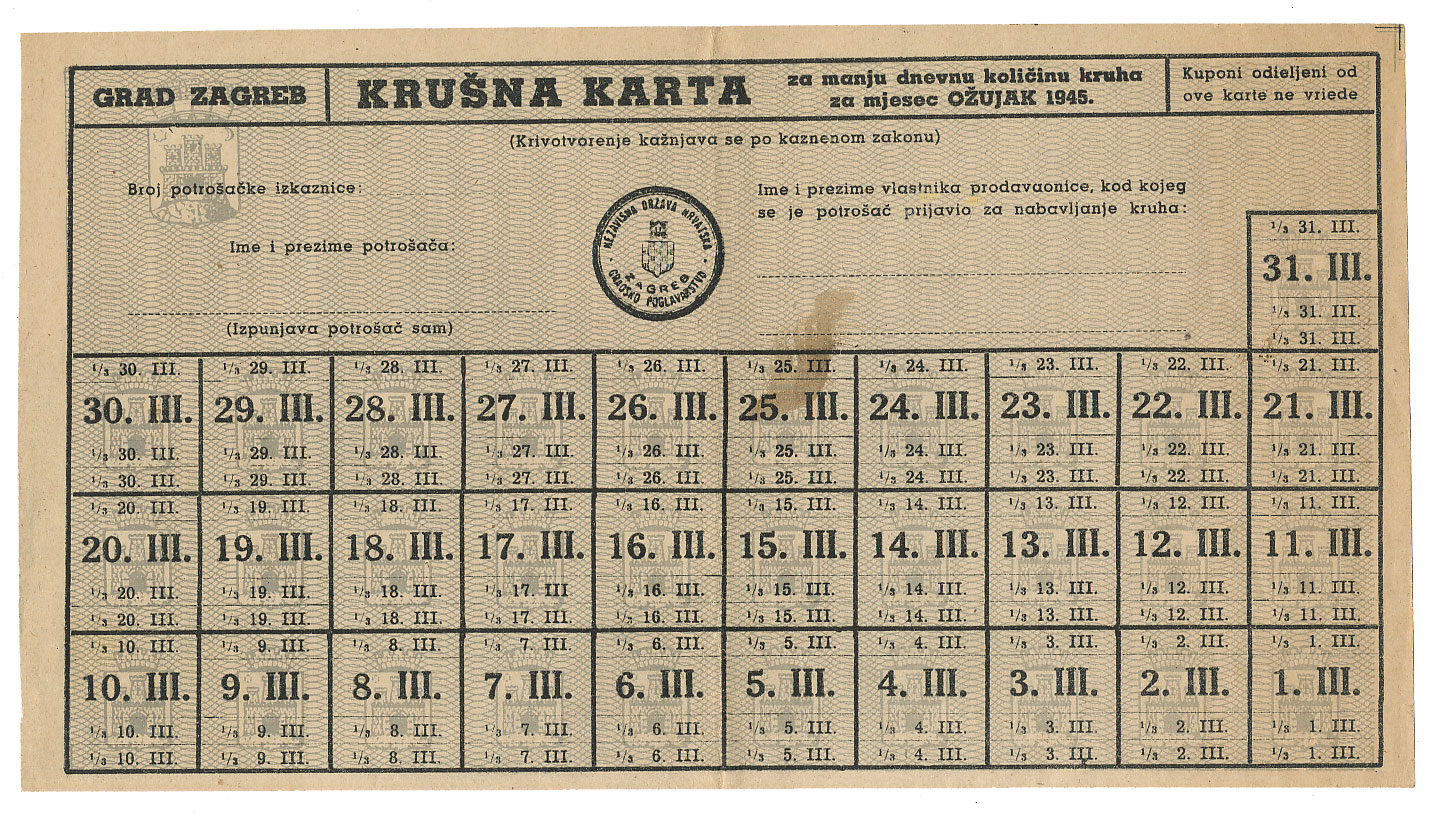 GRAD ZAGREB
KRUŠNA KARTA
za manju dnevnu količinu kruha
za mjesec OŽUJAK 1945.
Kuponi odieljeni od
ove karte ne vriede
(Krivotvorenje kažnjava se po kaznenom zakonu)
Broj potrošačke izkaznice:
Ime i prezime potrošača:
(Izpunjava potrošač sam)
NEZAVISNA DRŽAVA HRVATSKA
ZAGREB
GRADSKO POGLAVARSTVO
Ime i prezime vlastnika prodavaonice, kod kojeg
se je potrošač prijavio za nabavljanje kruha:
1/3 31. III.
31. III.
1/3 31. III.
1/3 31. III.
1/3 30. III. 1/3 29. III. 1/3 28. III. 1/3 27. III. 1/3 26. III. 1/3 25. III. 1/3 24. III. 1/3 23. III. 1/3 22. III. 1/3 21. III.
30. III. 29. III. 28. III. 27. III. 26. III. 25. III. 24. III. 23. III. 22. III. 21. III.
1/3 30. III. 1/3 29. III. 1/3 28. III. 1/3 27. III. 1/3 26. III. 1/3 25. III. 1/3 24. III. 1/3 23. III. 1/3 22. III. 1/3 21. III.
1/3 30. III. 1/3 29. III. 1/3 28. III. 1/3 27. III. 1/3 26. III. 1/3 25. III. 1/3 24. III. 1/3 23. III. 1/3 22. III. 1/3 21. III.
1/3 20. III. 1/3 19. III. 1/3 18. III. 1/3 17. III. 1/3 16. III. 1/3 15. III. 1/3 14. III. 1/3 13. III. 1/3 12. III. 1/3 11. III.
20. III. 19. III. 18. III. 17. III. 16. III. 15. III. 14. III. 13. III. 12. III. 11. III.
1/3 20. III. 1/3 19. III. 1/3 18. III. 1/3 17. III 1/3 16. III. 1/3 15. III. 1/3 14. III. 1/3 13. III. 1/3 12. III. 1/3 11. III.
1/3 20. III. 1/3 19. III. 1/3 18. III. 1/3 17. III. 1/3 16. III. 1/3 15. III. 1/3 14. III. 1/3 13. III. 1/3 12. III. 1/3 11. III.
1/3 10. III. 1/3 9. III. 1/3 8. III. 1/3 7. III. 1/3 6. III. 1/3 5. III. 1/3 4. III. 1/3 3. III. 1/3 2. III. 1/3 1. III.
10. III. 9. III. 8. III. 7. III. 6. III. 5. III. 4. III. 3. III. 2. III. 1. III.
1/3 10. III. 1/3 9. III. 1/3 8. III. 1/3 7. III. 1/3 6. III. 1/3 5. III. 1/3 4. III. 1/3 3. III. 1/3 2. III. 1/3 1. III.
1/3 10. III. 1/3 9. III. 1/3 8. III. 1/3 7. III. 1/3 6. III. 1/3 5. III. 1/3 4. III. 1/3 3. III. 1/3 2. III. 1/3 1. III.